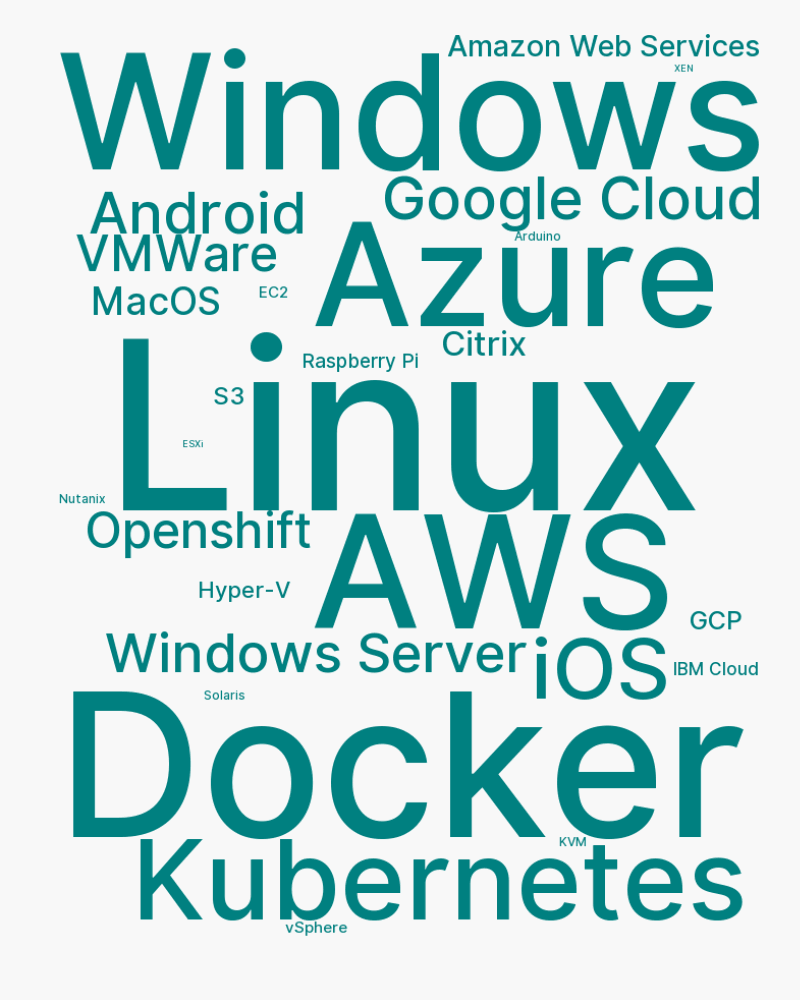 Amazon Web Services
XEN
Windows
Google Cloud
Android
Arduino
VMWare
Azure
EC2
MacOS
Citrix
Raspberry Pi
S3
Linux
ESXi
Nutanix
Openshift
AWS
Hyper-V
GCP
Windows Server
iOS
IBM Cloud
Solaris
Docker
KVM
Kubernetes
vSphere